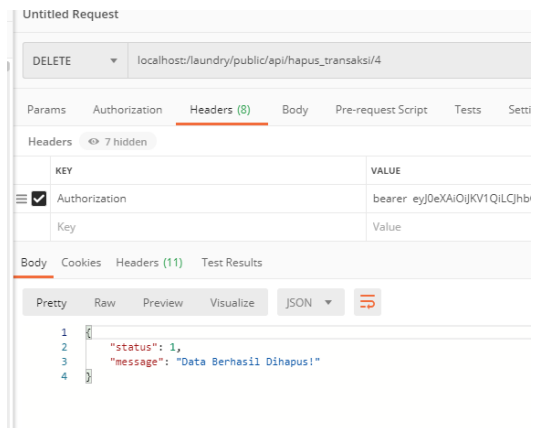 Untitled Request
DELETE localhost:/laundry/public/api/hapus_transaksi/4
Params Authorization Headers (8) Body Pre-request Script Tests Setti
Headers 7 hidden
KEY VALUE
Authorization bearer eyJ0eXAiOiJKV1QiLCJhb
Key Value
Body Cookies Headers (11) Test Results
Pretty Raw Preview Visualize JSON
1 {
2 "status": 1,
3 "message": "Data Berhasil Dihapus!"
4 }